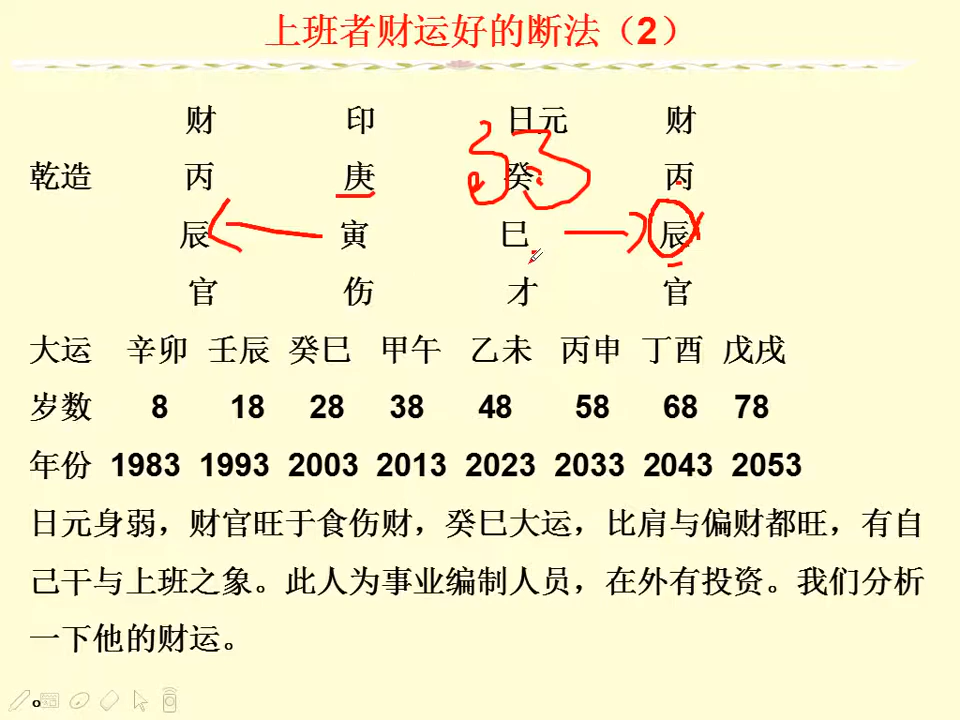 上班者财运好的断法（2）
财 印 日元 财
乾造 丙 庚 癸 丙
辰 寅 巳 辰
官 伤 才 官
大运 辛卯 壬辰 癸巳 甲午 乙未 丙申 丁酉 戊戌
岁数 8 18 28 38 48 58 68 78
年份 1983 1993 2003 2013 2023 2033 2043 2053
日元身弱，财官旺于食伤财，癸巳大运，比肩与偏财都旺，有自
己干与上班之象。此人为事业编制人员，在外有投资。我们分析
一下他的财运。